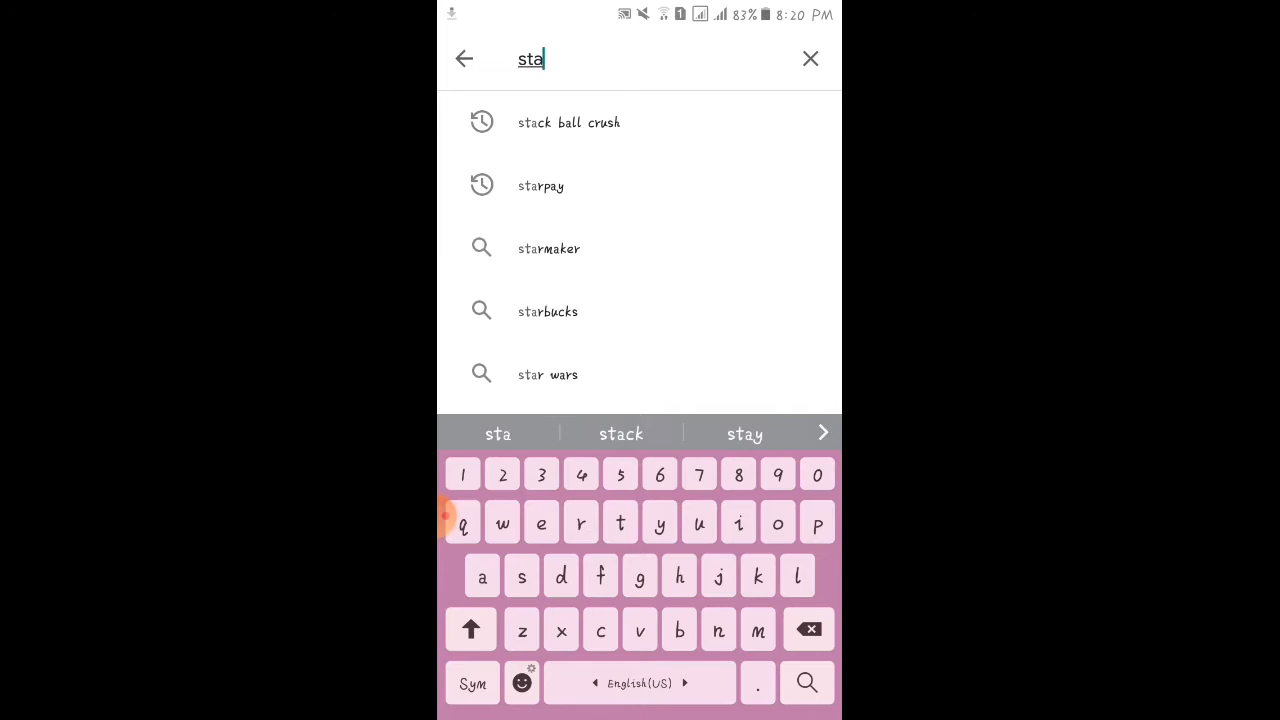 1 83% 8:20 PM
sta
stack ball crush
starpay
starmaker
starbucks
star wars
sta stack stay
1 2 3 4 5 6 7 8 9 0
q w e r t y u i o p
a s d f g h j k l
z x c v b n m
Sym English(US) .